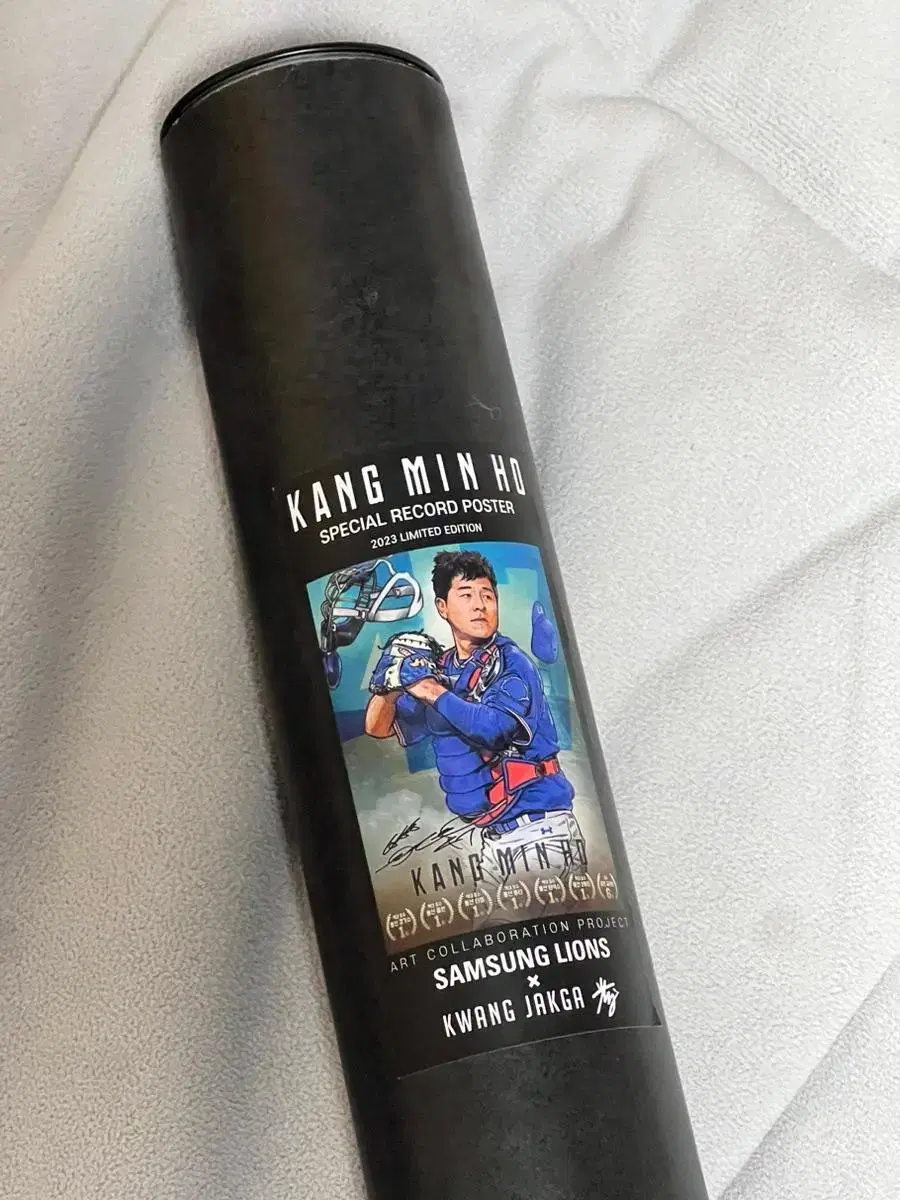 KANG MIN HO
SPECIAL RECORD POSTER
2023 LIMITED EDITION
KANG MIN HO
ART COLLABORATION PROJECT
SAMSUNG LIONS
×
KWANG JAKGA